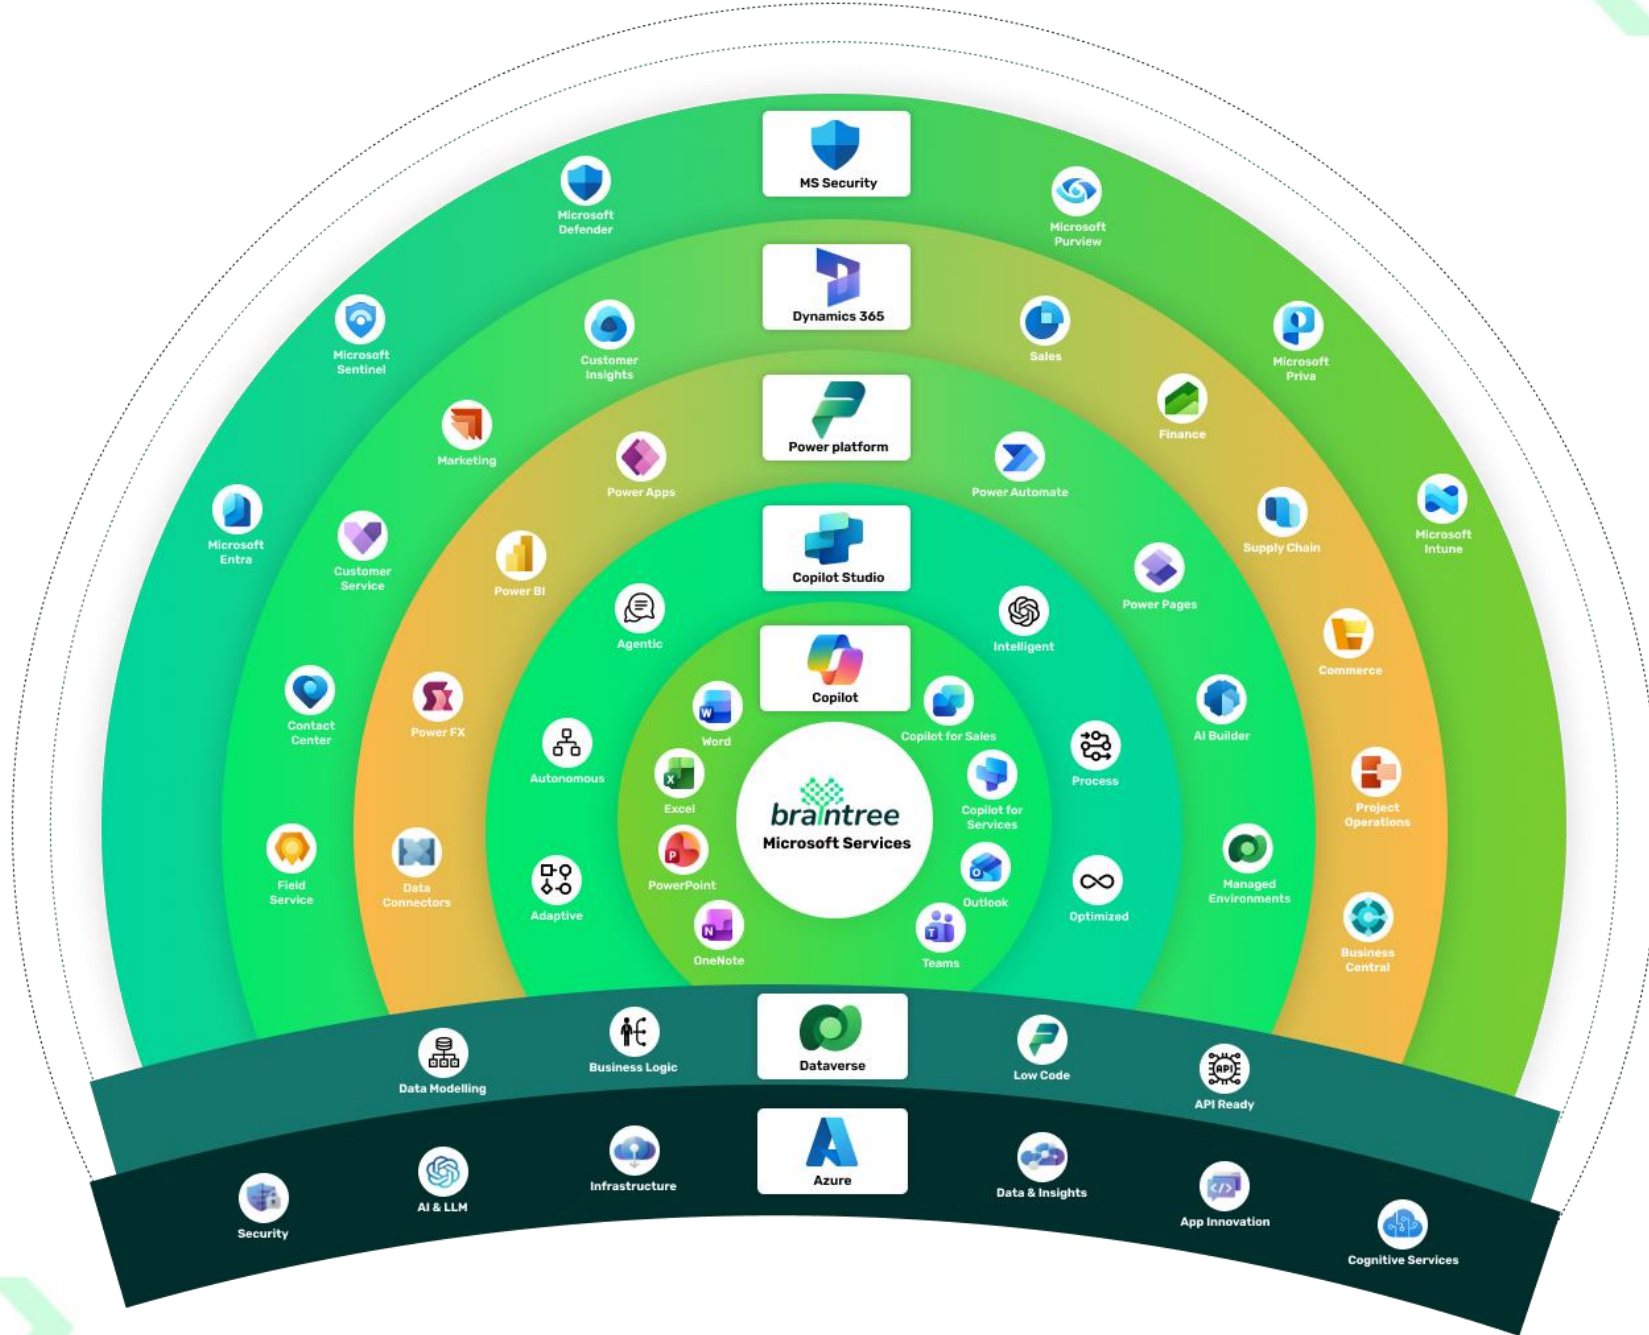 MS Security
Microsoft
Defender
Microsoft
Purview
Microsoft
Sentinel
Microsoft
Priva
Microsoft
Entra
Microsoft
Intune
Dynamics 365
Customer
Insights
Sales
Marketing
Finance
Customer
Service
Supply Chain
Contact
Center
Commerce
Field
Service
Project
Operations
Business
Central
Power platform
Power Apps
Power Automate
Power BI
Power Pages
Power FX
AI Builder
Data
Connectors
Managed
Environments
Copilot Studio
Agentic
Intelligent
Autonomous
Process
Adaptive
Optimized
Copilot
Word
Copilot for Sales
Excel
Copilot for
Services
PowerPoint
Outlook
OneNote
Teams
braintree
Microsoft Services
Dataverse
Data Modelling
Business Logic
Low Code
API
API Ready
Azure
Security
AI & LLM
Infrastructure
Data & Insights
App Innovation
Cognitive Services